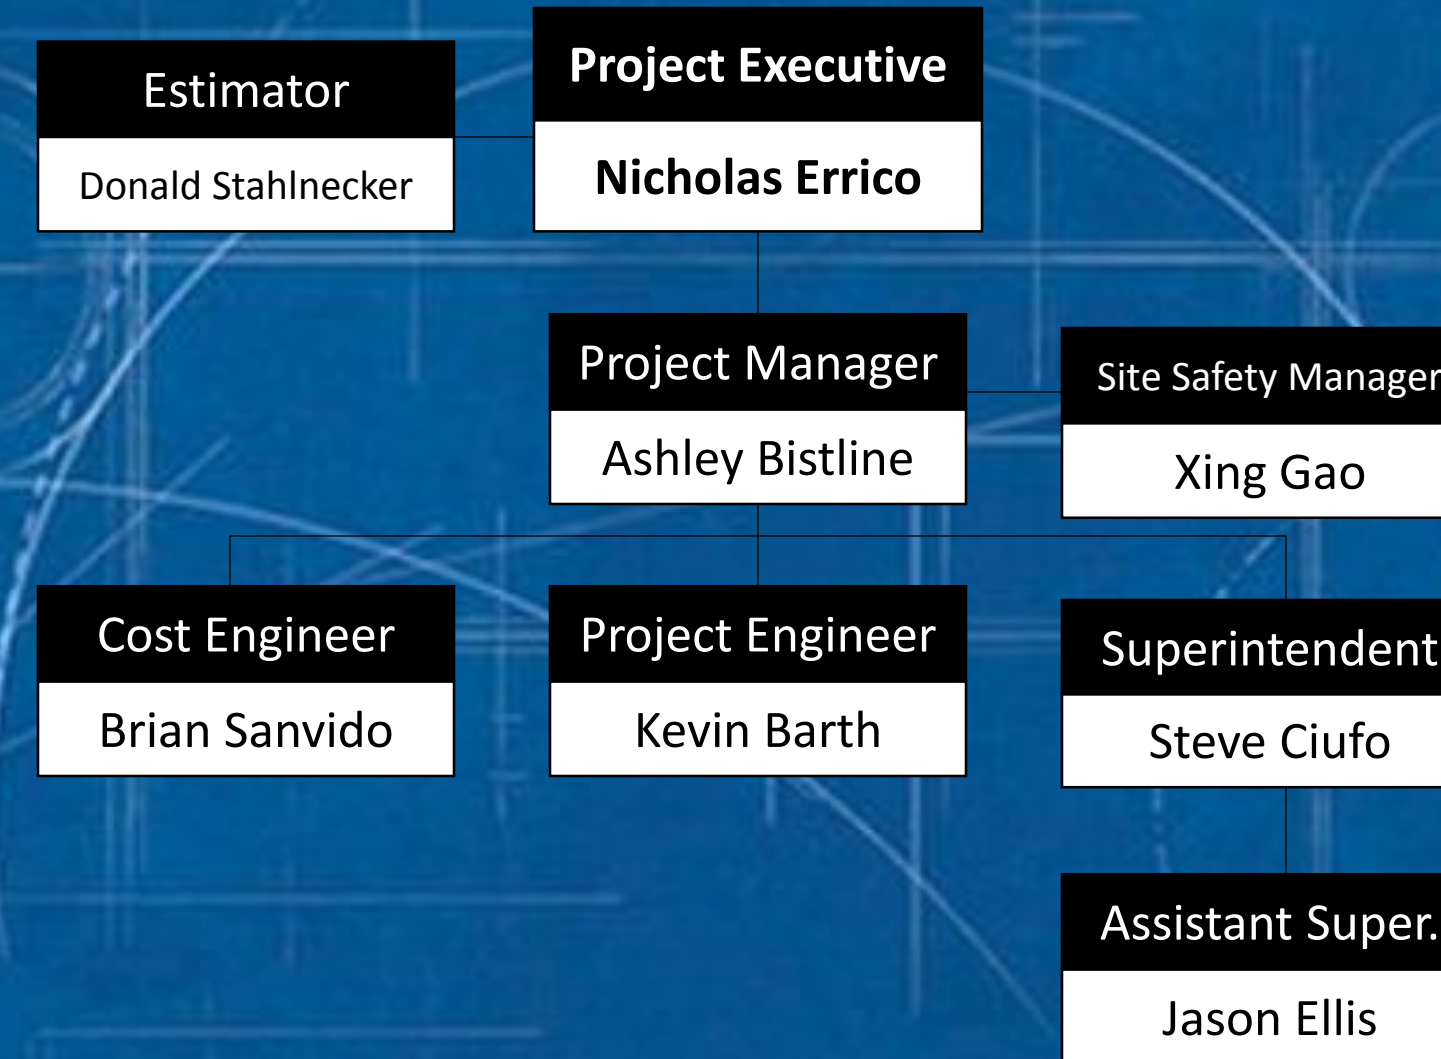 Estimator
Donald Stahlnecker
Project Executive
Nicholas Errico
Project Manager
Ashley Bistline
Site Safety Manager
Xing Gao
Cost Engineer
Brian Sanvido
Project Engineer
Kevin Barth
Superintendent
Steve Ciufo
Assistant Super.
Jason Ellis